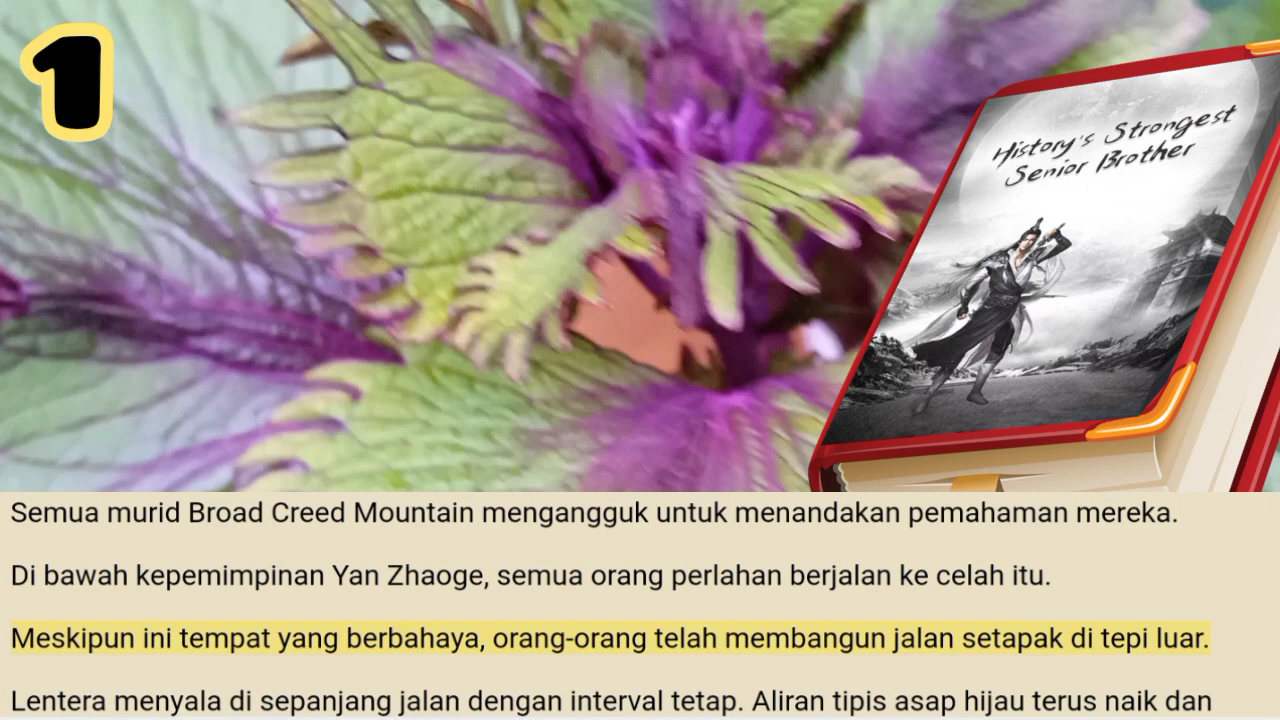 1
History's Strongest
Senior Brother
Semua murid Broad Creed Mountain mengangguk untuk menandakan pemahaman mereka.
Di bawah kepemimpinan Yan Zhaoge, semua orang perlahan berjalan ke celah itu.
Meskipun ini tempat yang berbahaya, orang-orang telah membangun jalan setapak di tepi luar.
Lentera menyala di sepanjang jalan dengan interval tetap. Aliran tipis asap hijau terus naik dan